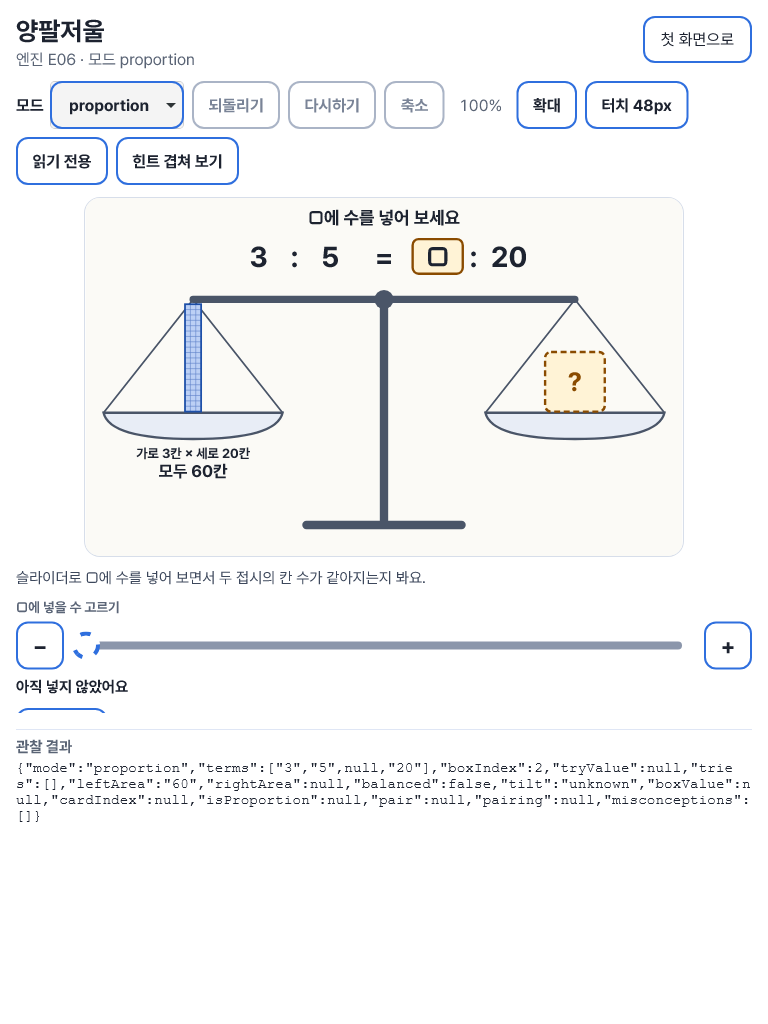 양팔저울
엔진 E06 · 모드 proportion
첫 화면으로
모드 proportion 되돌리기 다시하기 축소 100% 확대 터치 48px
읽기 전용 힌트 겹쳐 보기
▢에 수를 넣어 보세요
3 : 5 = ▢ : 20
?
가로 3칸 × 세로 20칸
모두 60칸
슬라이더로 ▢에 수를 넣어 보면서 두 접시의 칸 수가 같아지는지 봐요.
▢에 넣을 수 고르기
− +
아직 넣지 않았어요
관찰 결과
{"mode":"proportion","terms":["3","5",null,"20"],"boxIndex":2,"tryValue":null,"trie
s":[],"leftArea":"60","rightArea":null,"balanced":false,"tilt":"unknown","boxValue":n
ull,"cardIndex":null,"isProportion":null,"pair":null,"pairing":null,"misconceptions":
[]}